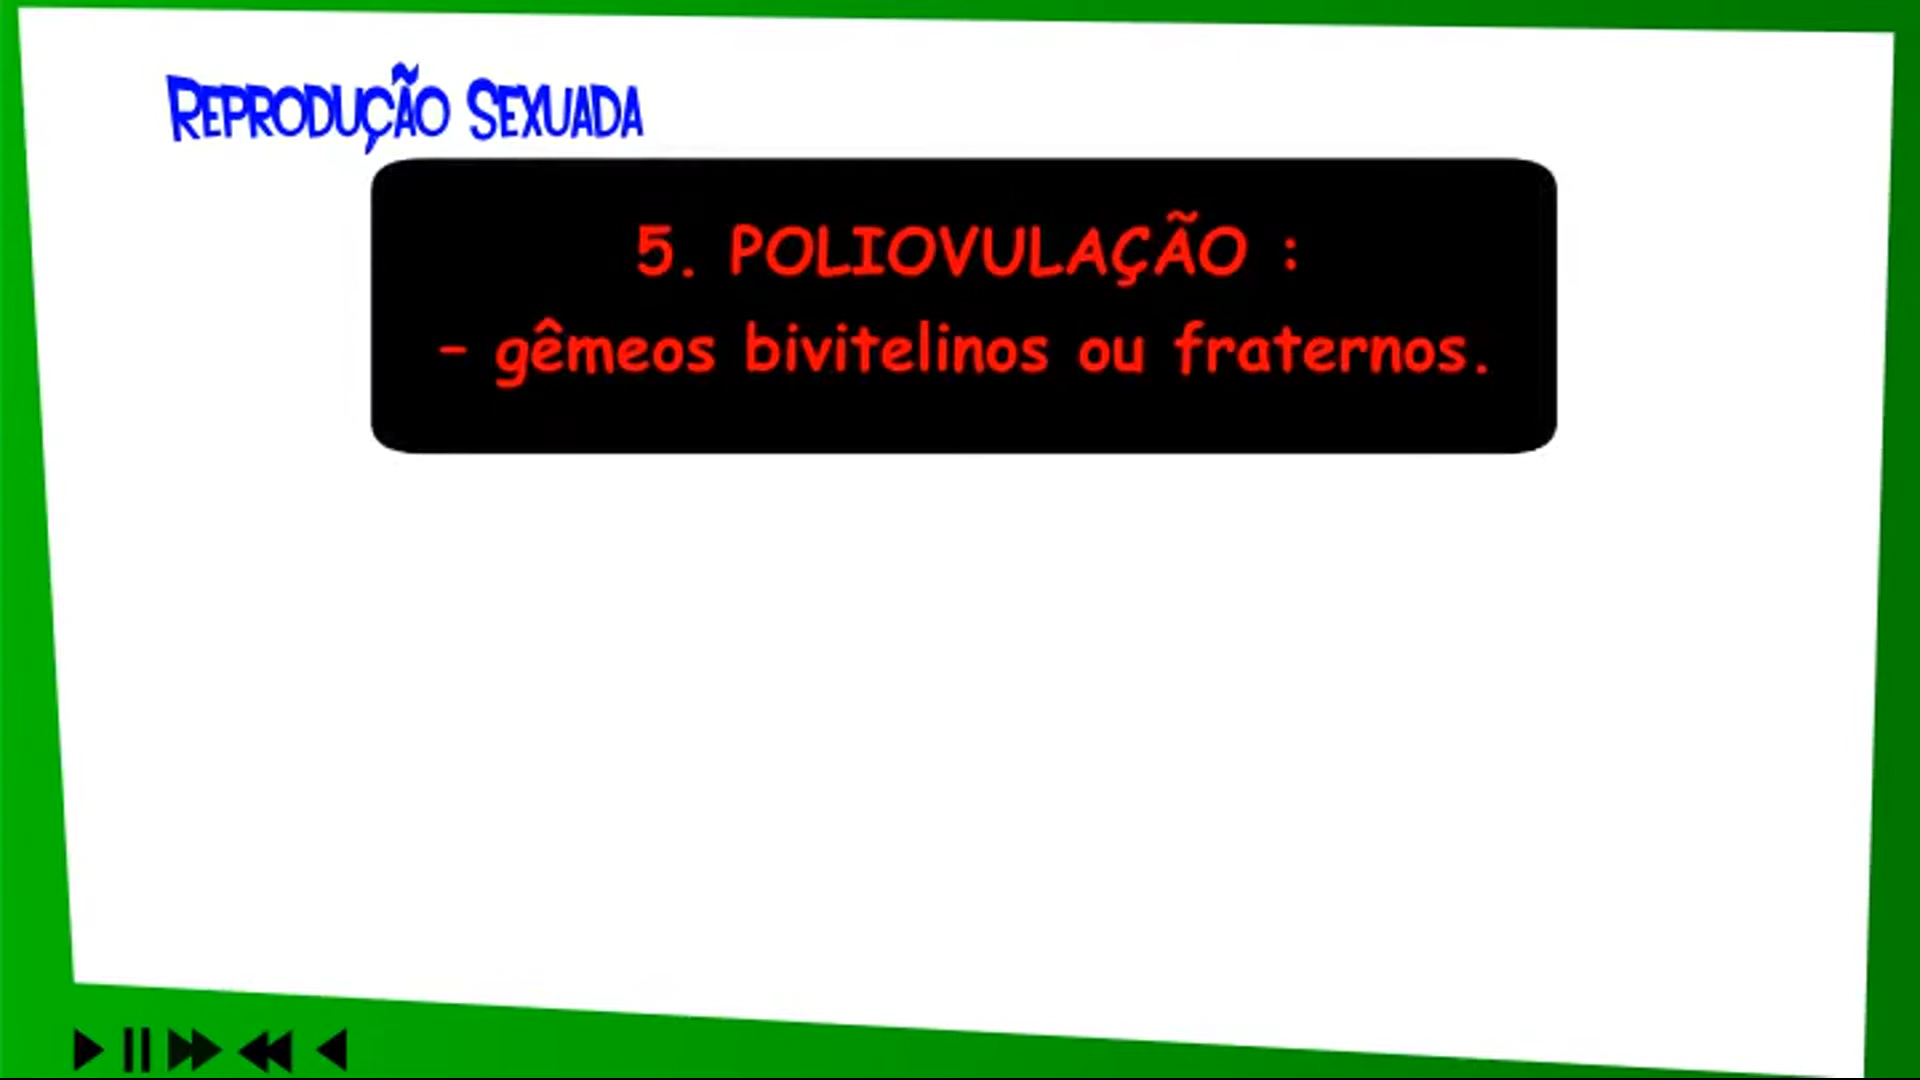 REPRODUÇÃO SEXUADA
5. POLIOVULAÇÃO :
- gêmeos bivitelinos ou fraternos.